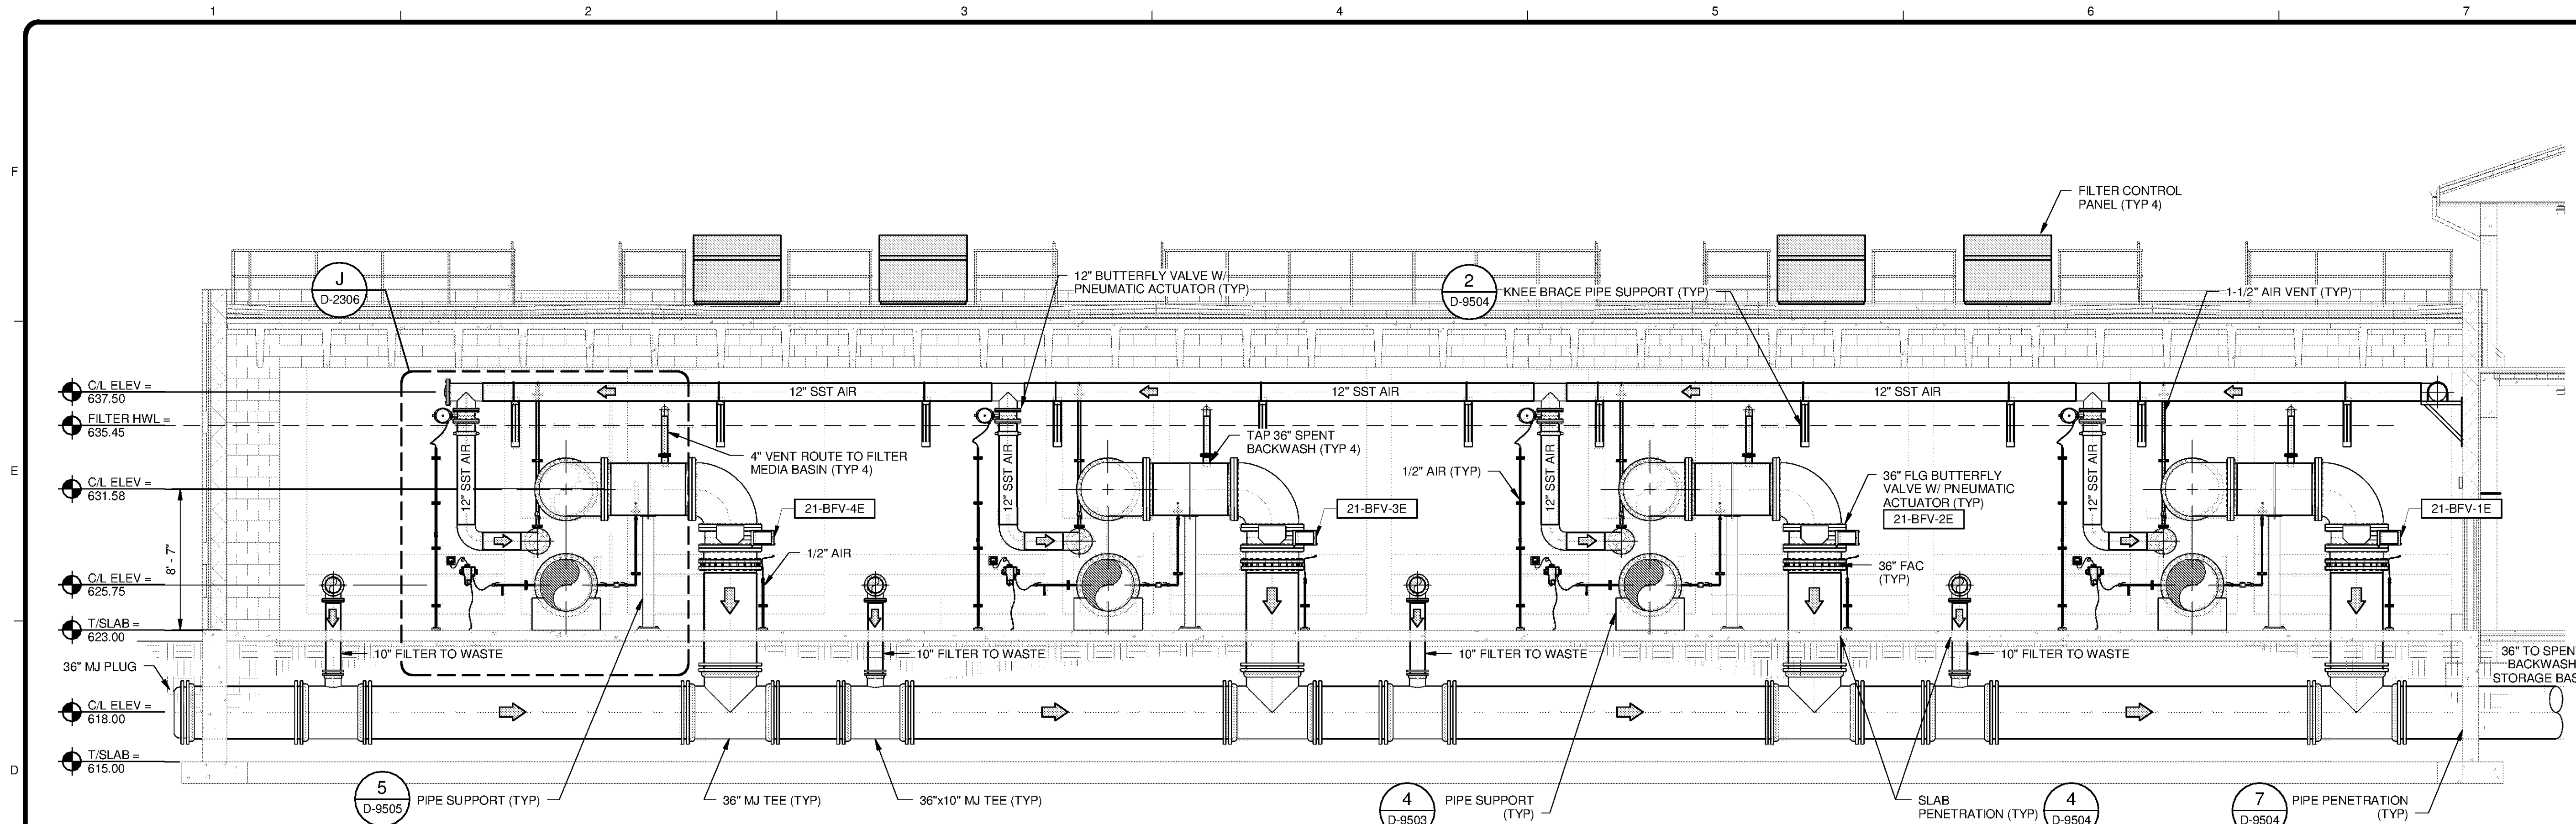 1 2 3 4 5 6 7
F
E
D
FILTER CONTROL
PANEL (TYP 4)
J
D-2306
12" BUTTERFLY VALVE W/
PNEUMATIC ACTUATOR (TYP)
2
D-9504
KNEE BRACE PIPE SUPPORT (TYP)
1-1/2" AIR VENT (TYP)
C/L ELEV =
637.50
12" SST AIR
12" SST AIR
12" SST AIR
12" SST AIR
FILTER HWL =
635.45
4" VENT ROUTE TO FILTER
MEDIA BASIN (TYP 4)
TAP 36" SPENT
BACKWASH (TYP 4)
1/2" AIR (TYP)
36" FLG BUTTERFLY
VALVE W/ PNEUMATIC
ACTUATOR (TYP)
21-BFV-2E
12" SST AIR
12" SST AIR
12" SST AIR
12" SST AIR
C/L ELEV =
631.58
21-BFV-4E
21-BFV-3E
21-BFV-1E
8' - 7"
1/2" AIR
36" FAC
(TYP)
C/L ELEV =
625.75
T/SLAB =
623.00
36" MJ PLUG
10" FILTER TO WASTE
10" FILTER TO WASTE
10" FILTER TO WASTE
10" FILTER TO WASTE
36" TO SPEN
BACKWASH
STORAGE BAS
C/L ELEV =
618.00
T/SLAB =
615.00
5
D-9505
PIPE SUPPORT (TYP)
36" MJ TEE (TYP)
36"x10" MJ TEE (TYP)
4
D-9503
PIPE SUPPORT
(TYP)
SLAB
PENETRATION (TYP)
4
D-9504
7
D-9504
PIPE PENETRATION
(TYP)